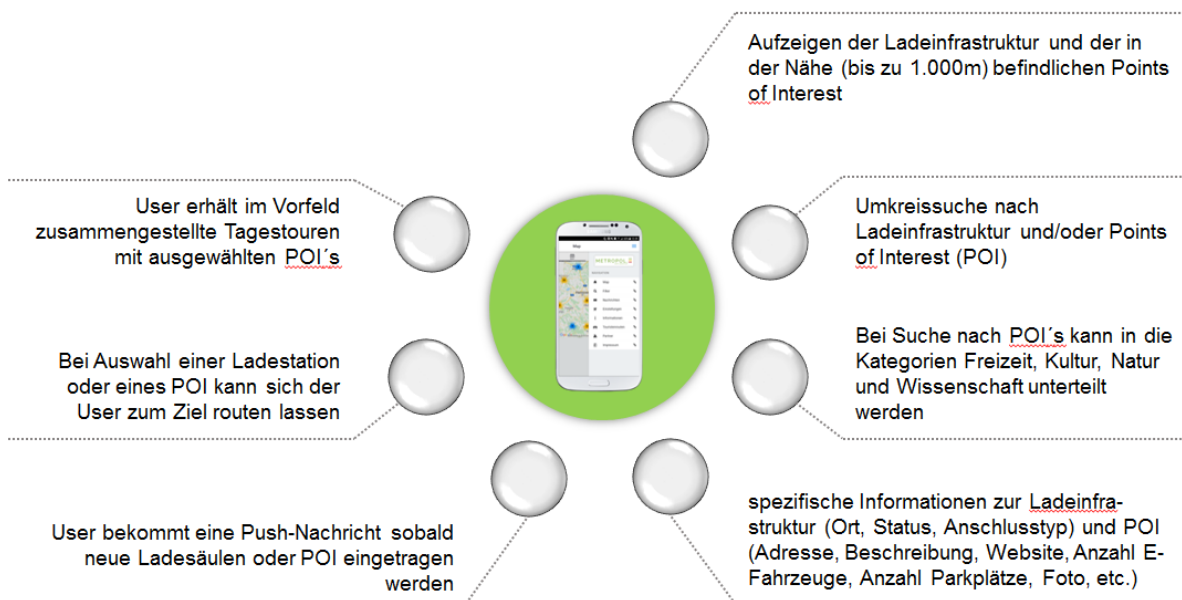 Aufzeigen der Ladeinfrastruktur und der in
der Nähe (bis zu 1.000m) befindlichen Points
of Interest
Umkreissuche nach
Ladeinfrastruktur und/oder Points
of Interest (POI)
Bei Suche nach POI´s kann in die
Kategorien Freizeit, Kultur, Natur
und Wissenschaft unterteilt
werden
spezifische Informationen zur Ladeinfra-
struktur (Ort, Status, Anschlusstyp) und POI
(Adresse, Beschreibung, Website, Anzahl E-
Fahrzeuge, Anzahl Parkplätze, Foto, etc.)
User bekommt eine Push-Nachricht sobald
neue Ladesäulen oder POI eingetragen
werden
Bei Auswahl einer Ladestation
oder eines POI kann sich der
User zum Ziel routen lassen
User erhält im Vorfeld
zusammengestellte Tagestouren
mit ausgewählten POI´s
Map
METROPOL
Map